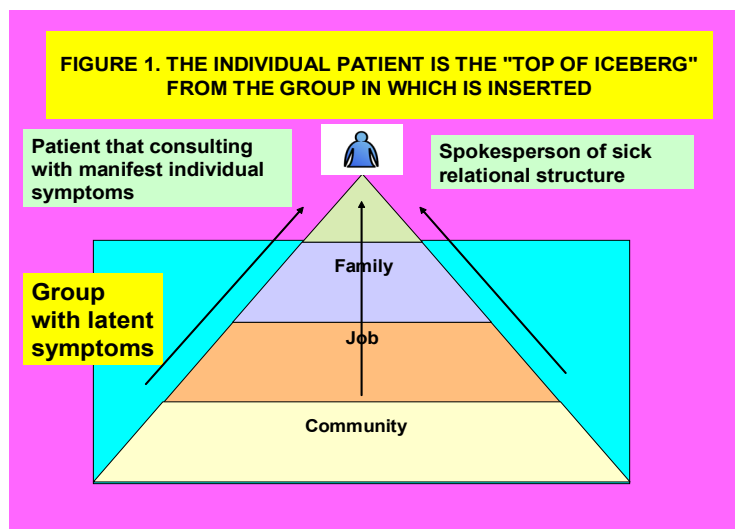 FIGURE 1. THE INDIVIDUAL PATIENT IS THE "TOP OF ICEBERG"
FROM THE GROUP IN WHICH IS INSERTED
Patient that consulting
with manifest individual
symptoms
Spokesperson of sick
relational structure
Family
Group
with latent
symptoms
Job
Community